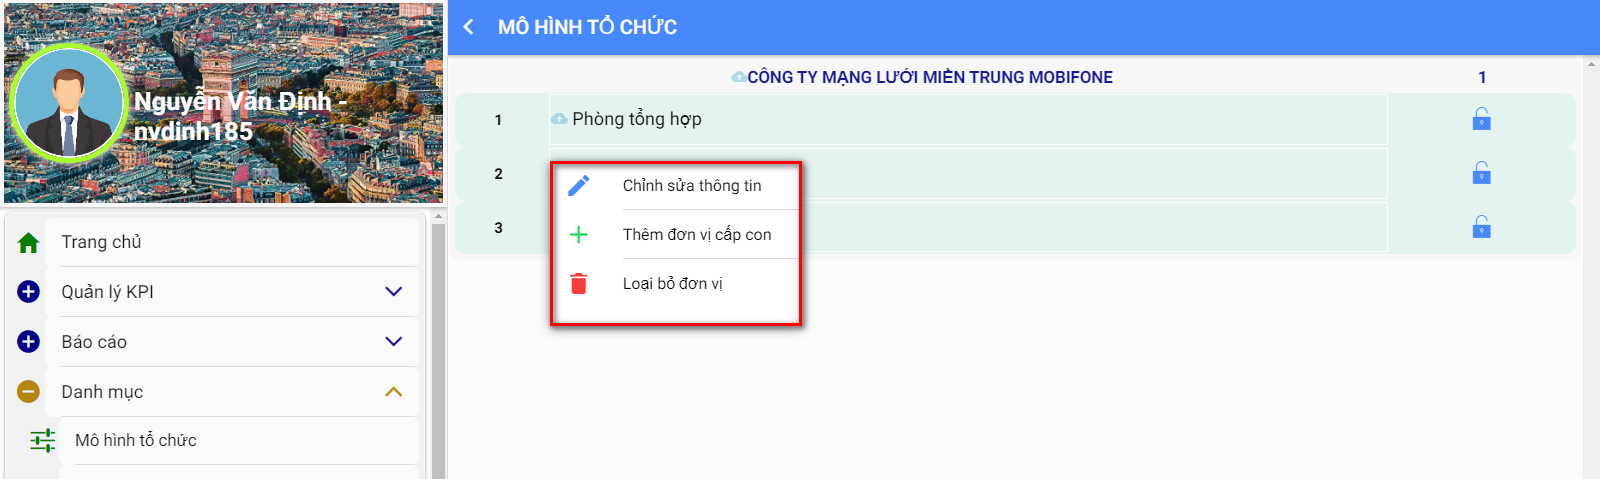 Nguyễn Văn Định -
nvdinh185
Trang chủ
Quản lý KPI
Báo cáo
Danh mục
Mô hình tổ chức
MÔ HÌNH TỔ CHỨC
CÔNG TY MẠNG LƯỚI MIỀN TRUNG MOBIFONE 1
1 Phòng tổng hợp
2
3
Chỉnh sửa thông tin
Thêm đơn vị cấp con
Loại bỏ đơn vị